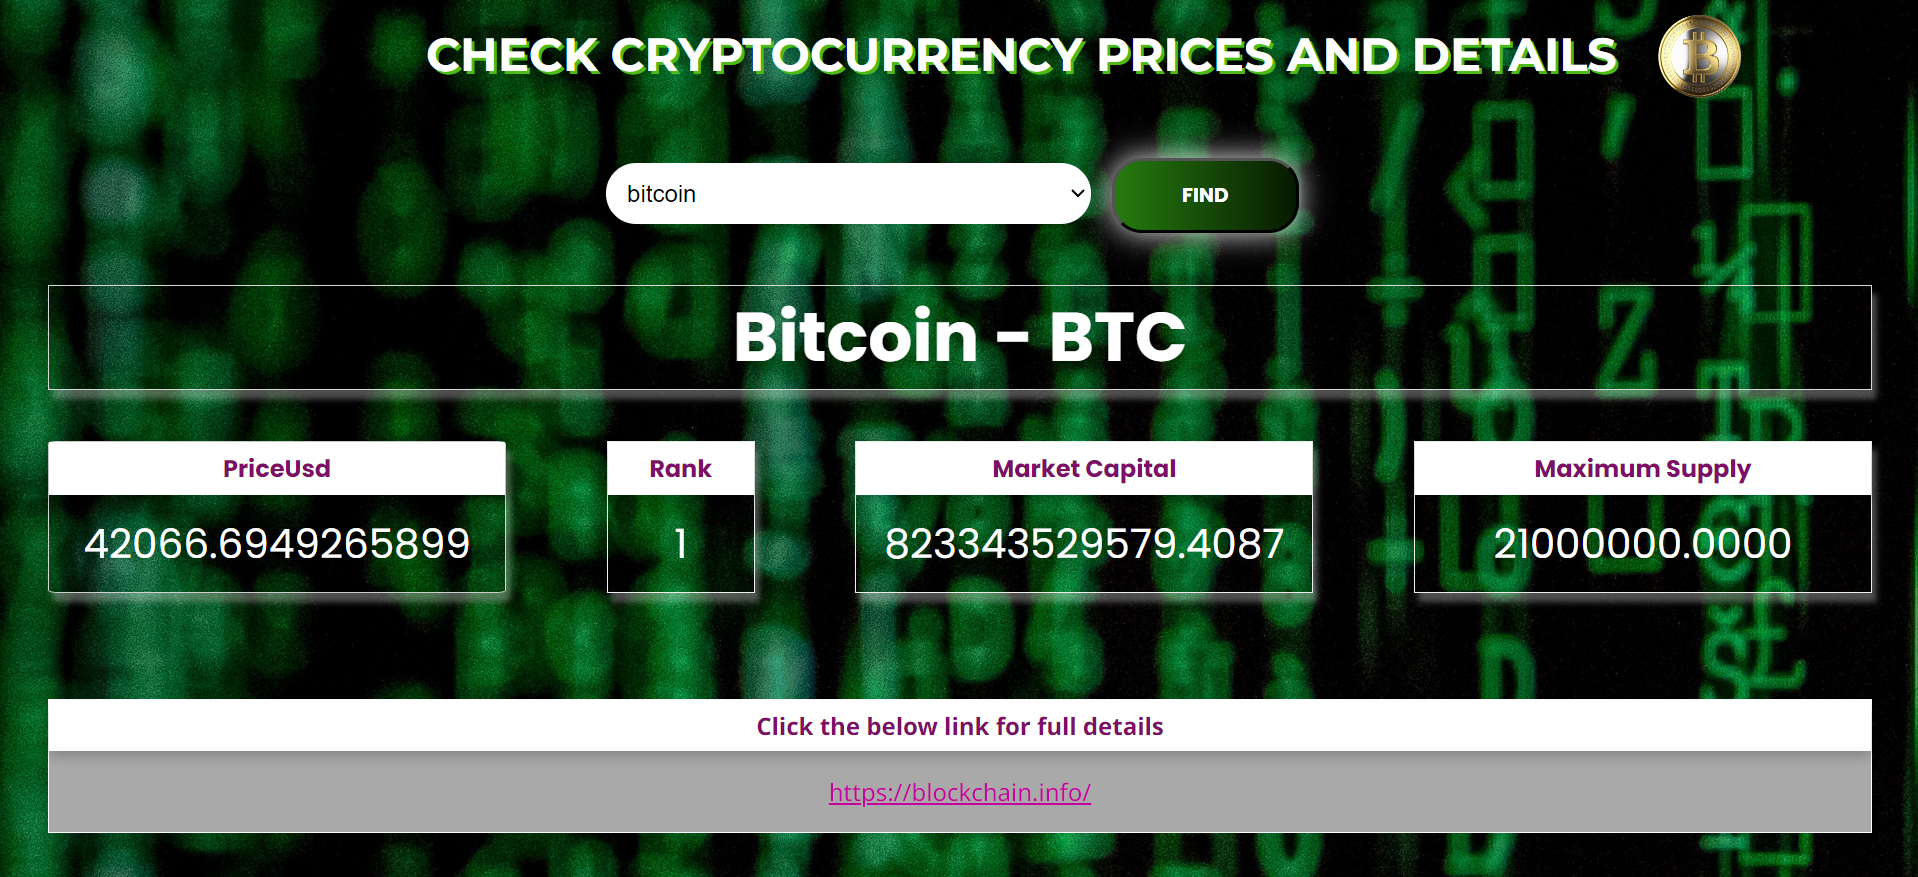 CHECK CRYPTOCURRENCY PRICES AND DETAILS
bitcoin
FIND
Bitcoin - BTC
PriceUsd
42066.6949265899
Rank
1
Market Capital
823343529579.4087
Maximum Supply
21000000.0000
Click the below link for full details
https://blockchain.info/